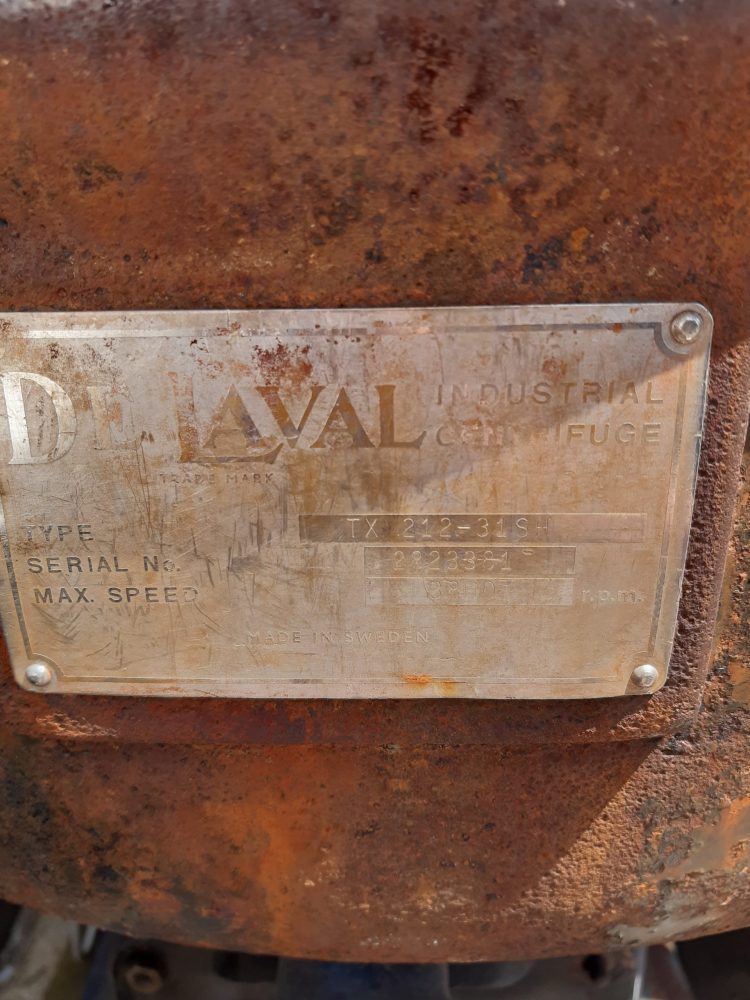 DE LAVAL
INDUSTRIAL
CENTRIFUGE
TRADE MARK
TYPE TX 212-31SH
SERIAL No.
MAX. SPEED r.p.m.
MADE IN SWEDEN